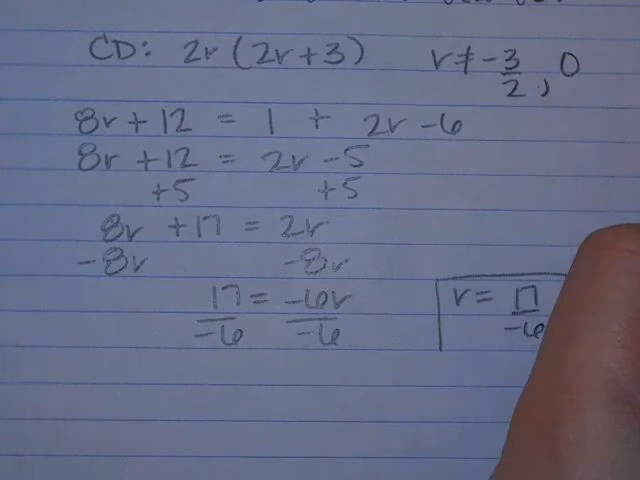 CD: 2r (2r+3) r ≠ -3/2, 0
8r + 12 = 1 + 2r - 6
8r + 12 = 2r - 5
+5 +5
8r + 17 = 2r
-8r -8r
17 = -6r
-6 -6
r = 17/-6